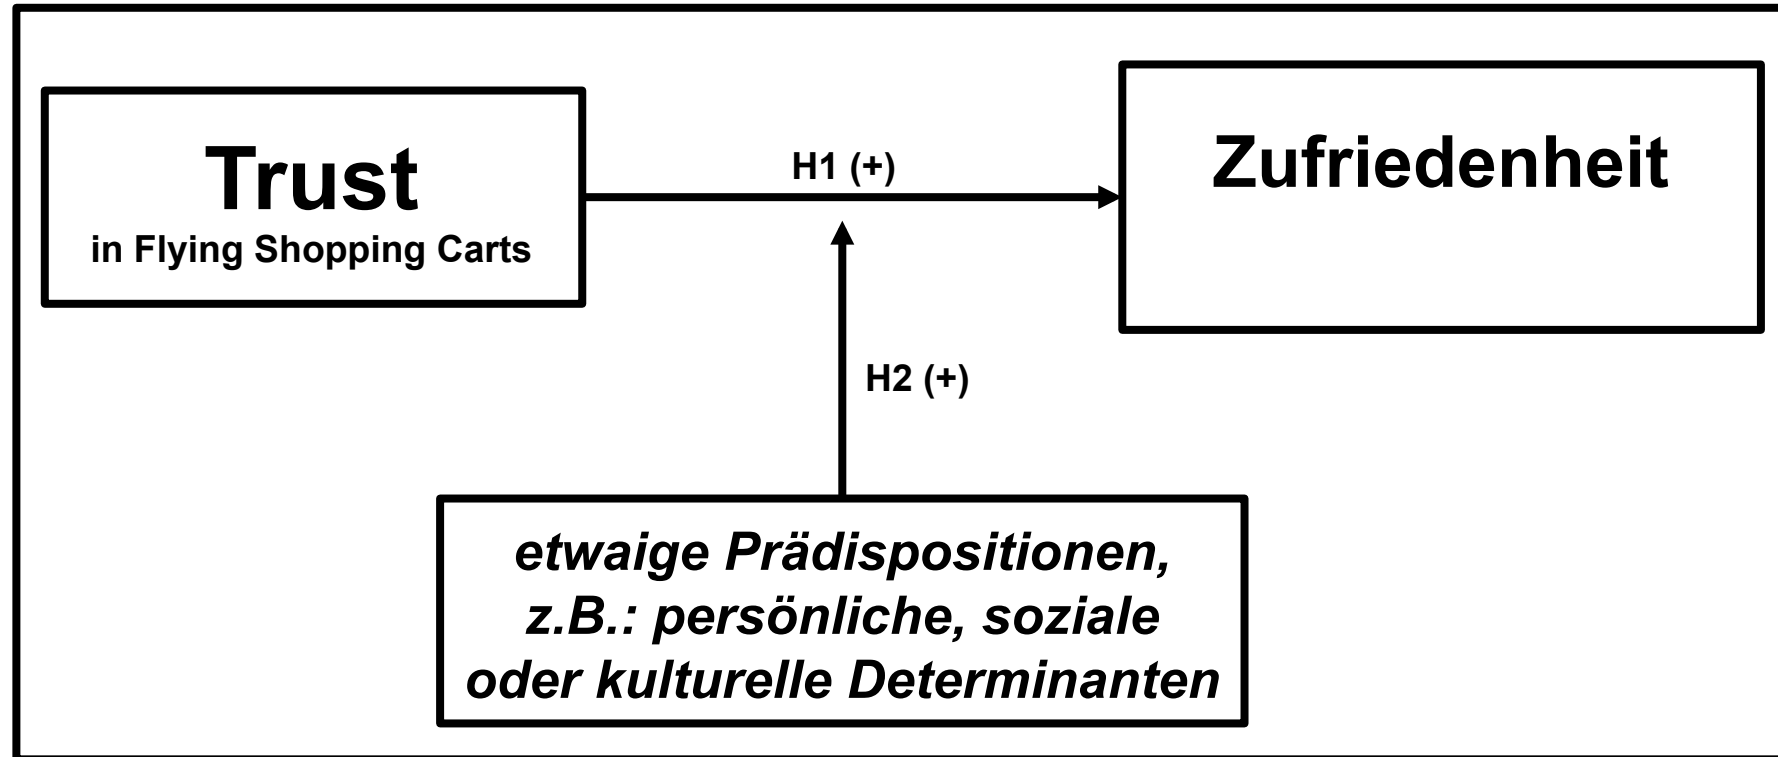 Trust
in Flying Shopping Carts
H1 (+)
Zufriedenheit
H2 (+)
etwaige Prädispositionen,
z.B.: persönliche, soziale
oder kulturelle Determinanten